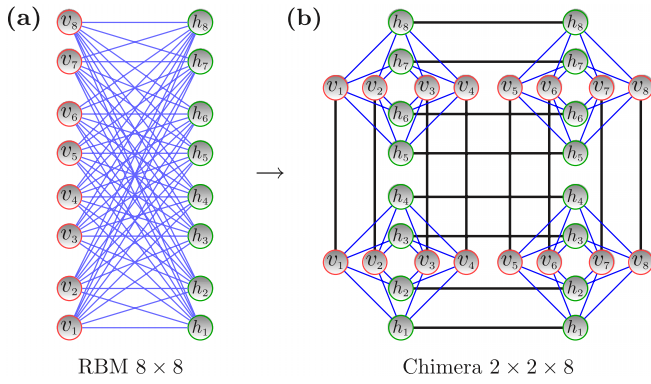 (a) v₈ h₈ (b) h₈ h₈
v₇ h₇ h₇ h₇
v₁ v₂ v₃ v₄ v₅ v₆ v₇ v₈
v₆ h₆ h₆ h₆
v₅ h₅ h₅ h₅
→
v₄ h₄ h₄ h₄
v₃ h₃ h₃ h₃
v₁ v₂ v₃ v₄ v₅ v₆ v₇ v₈
v₂ h₂ h₂ h₂
v₁ h₁ h₁ h₁
RBM 8 × 8 Chimera 2 × 2 × 8